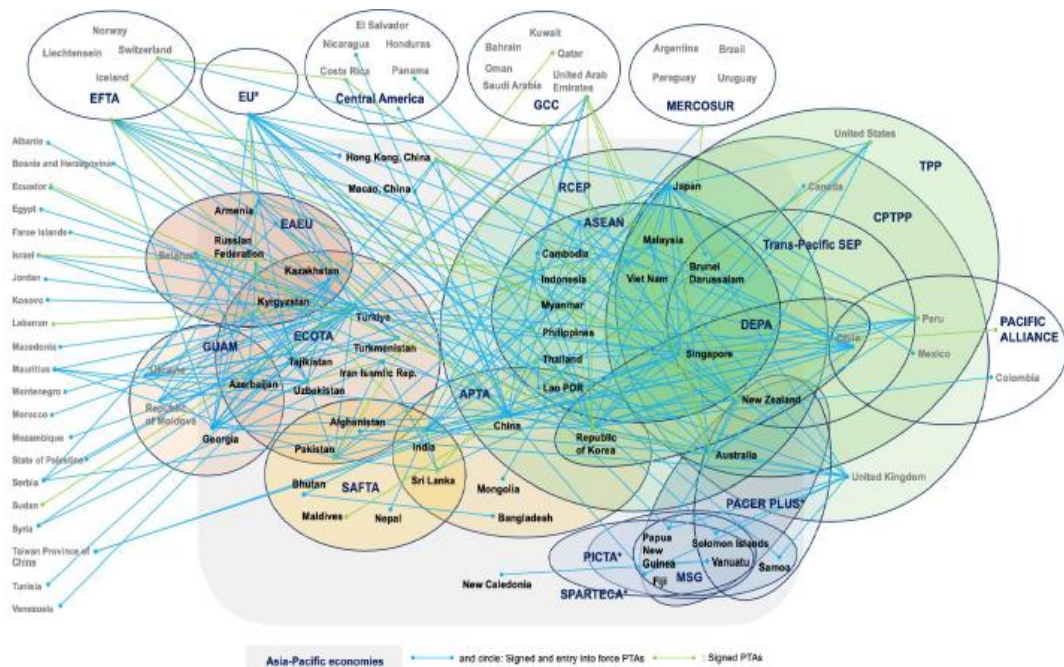 Norway
Liechtensein
Switzerland
Iceland
EFTA
EU*
El Salvador
Nicaragua
Honduras
Costa Rica
Panama
Central America
Kuwait
Bahrain
Qatar
Oman
United Arab
Emirates
Saudi Arabia
GCC
Argentina
Brzail
Paraguay
Uruguay
MERCOSUR
Albania
Bosnia and Herzegovina
Ecuador
Egypt
Faroe Islands
Israel
Jordan
Kosovo
Lebanon
Macedonia
Mauritius
Montenegro
Morocco
Mozambique
State of Palestine
Serbia
Sudan
Syria
Taiwan Province of
China
Tunisia
Venezuela
Hong Kong, China
Macao, China
Armenia
EAEU
Russian
Federation
Belarus
Kazakhstan
Kyrgyzstan
Türkiye
ECOTA
Turkmenistan
GUAM
Tajikistan
Iran Islamic Rep.
Ukraine
Azerbaijan
Uzbekistan
Republic
of Moldova
Georgia
Afghanistan
Pakistan
India
Bhutan
SAFTA
Sri Lanka
Maldives
Nepal
RCEP
ASEAN
Cambodia
Indonesia
Myanmar
Philippines
Thailand
Lao PDR
APTA
China
Mongolia
Bangladesh
Republic
of Korea
Japan
Malaysia
Viet Nam
Brunei
Darussalam
Singapore
DEPA
New Zealand
Australia
United States
Canada
TPP
CPTPP
Trans-Pacific SEP
Peru
Chile
Mexico
PACIFIC
ALLIANCE
Colombia
United Kingdom
PACER PLUS*
PICTA*
Papua
New
Guinea
Solomon Islands
Vanuatu
Samoa
Fiji
MSG
New Caledonia
SPARTECA*
Asia-Pacific economies
and circle: Signed and entry into force PTAs
: Signed PTAs